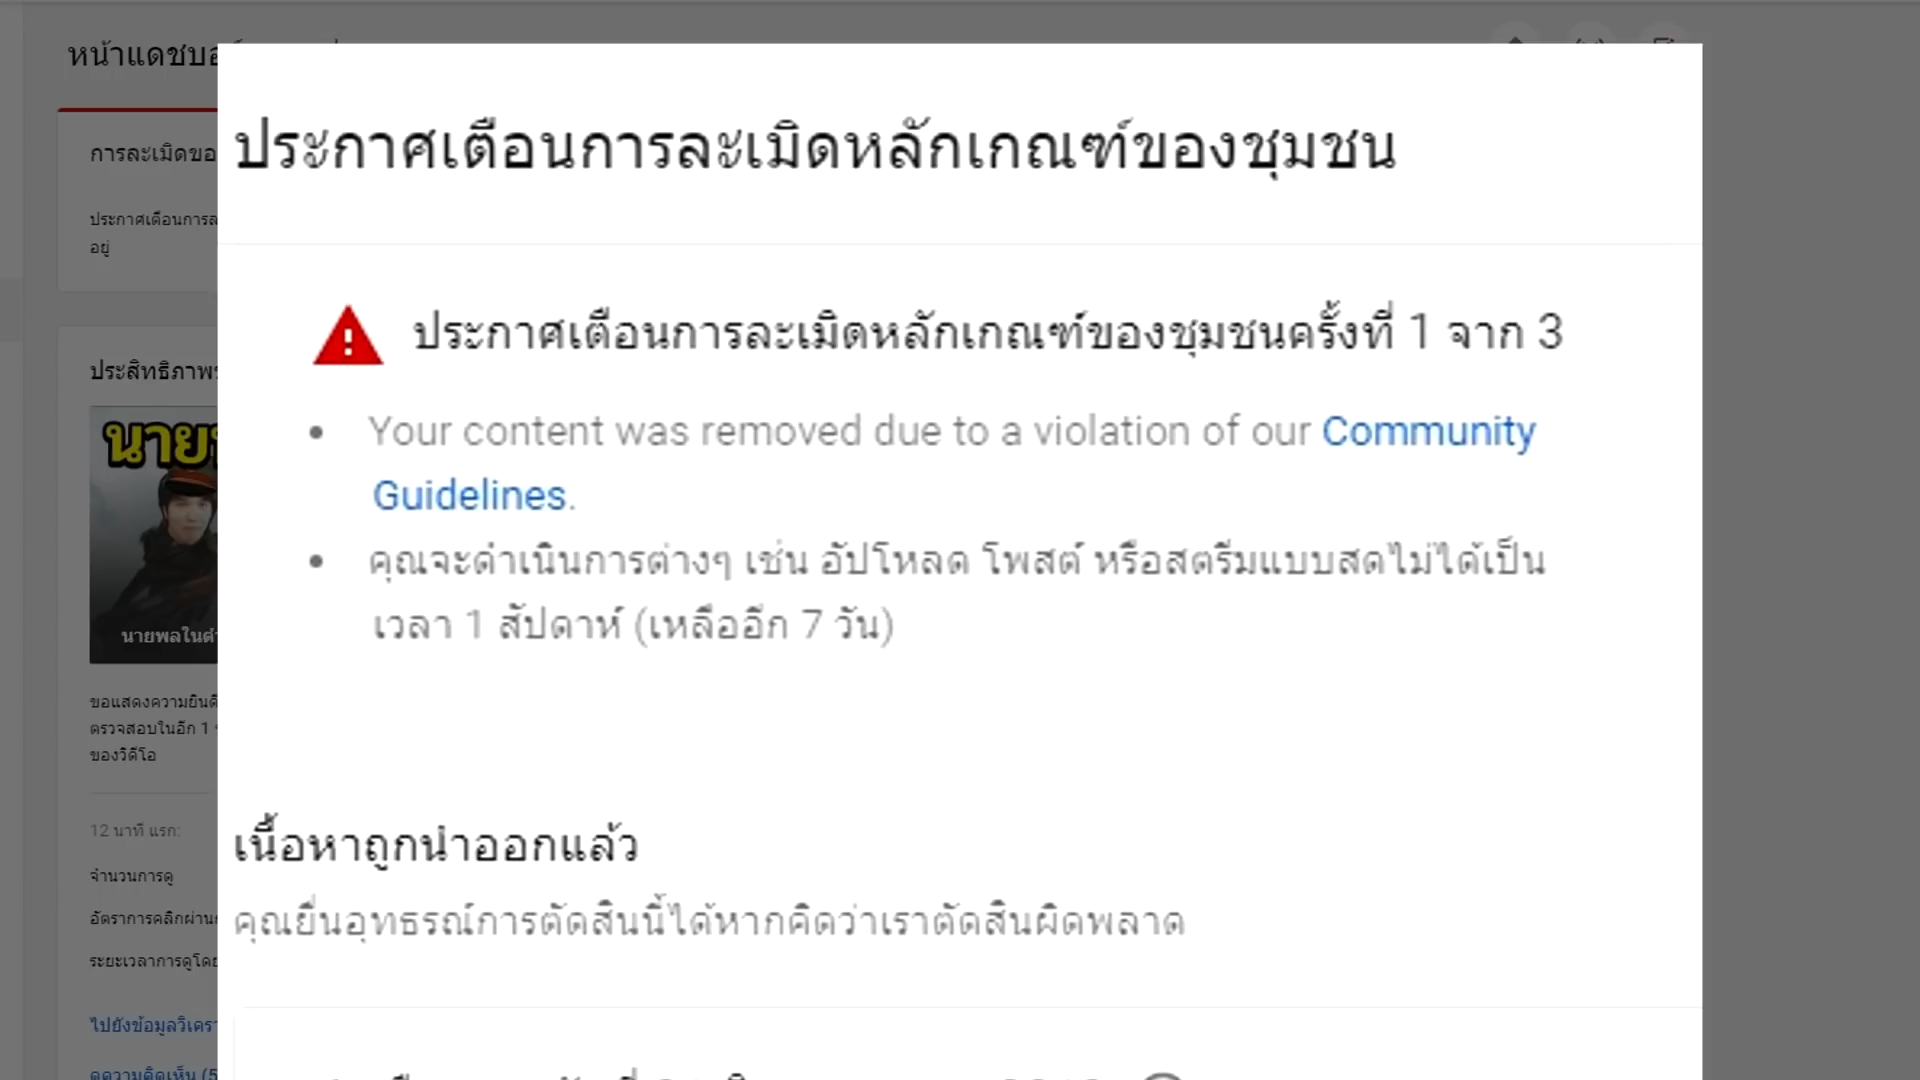 ประกาศเตือนการละเมิดหลักเกณฑ์ของชุมชน
ประกาศเตือนการละเมิดหลักเกณฑ์ของชุมชนครั้งที่ 1 จาก 3
Your content was removed due to a violation of our Community
Guidelines.
คุณจะดำเนินการต่างๆ เช่น อัปโหลด โพสต์ หรือสตรีมแบบสดไม่ได้เป็น
เวลา 1 สัปดาห์ (เหลืออีก 7 วัน)
เนื้อหาถูกนำออกแล้ว
คุณยื่นอุทธรณ์การตัดสินนี้ได้หากคิดว่าเราตัดสินผิดพลาด
การละเมิดขอ
ประกาศเตือนการล
อยู่
ประสิทธิภาพ
นาย
นายพลในตำ
ขอแสดงความยินดี
ตรวจสอบในอีก 1
ของวิดีโอ
12 นาที แรก:
จำนวนการดู
อัตราการคลิกผ่าน
ระยะเวลาการดูโดย
ไปยังข้อมูลวิเครา
ดูความคิดเห็น (5